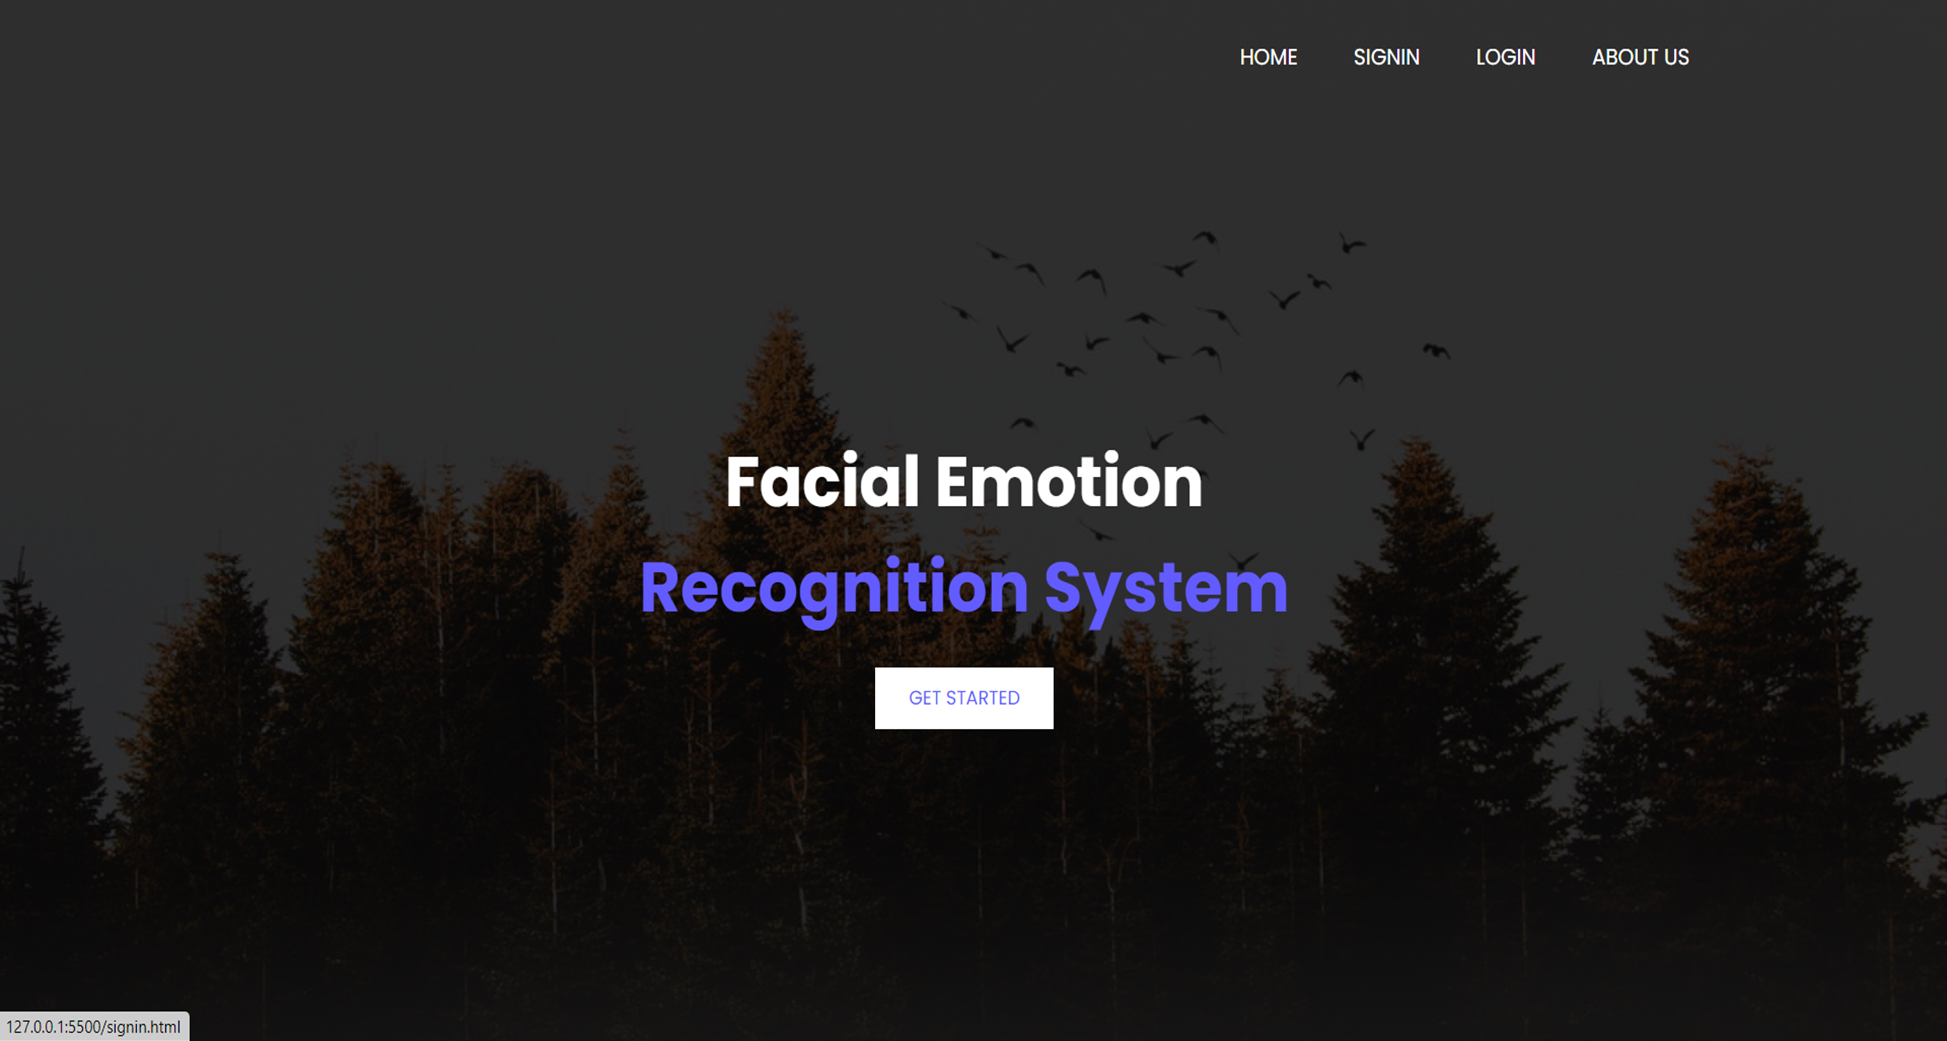 HOME SIGNIN LOGIN ABOUT US
Facial Emotion
Recognition System
GET STARTED
127.0.0.1:5500/signin.html